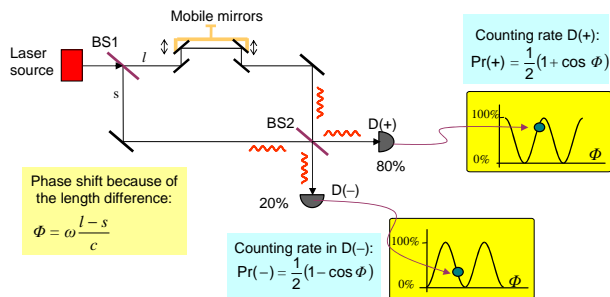 Mobile mirrors
Laser
source
BS1
l
s
BS2
D(+)
80%
20%
D(−)
Counting rate D(+):
Pr(+) = 1/2 (1+ cos Φ)
100%
0%
Φ
Phase shift because of
the length difference:
Φ = ω (l − s)/c
Counting rate in D(−):
Pr(−) = 1/2 (1− cos Φ)
100%
0%
Φ